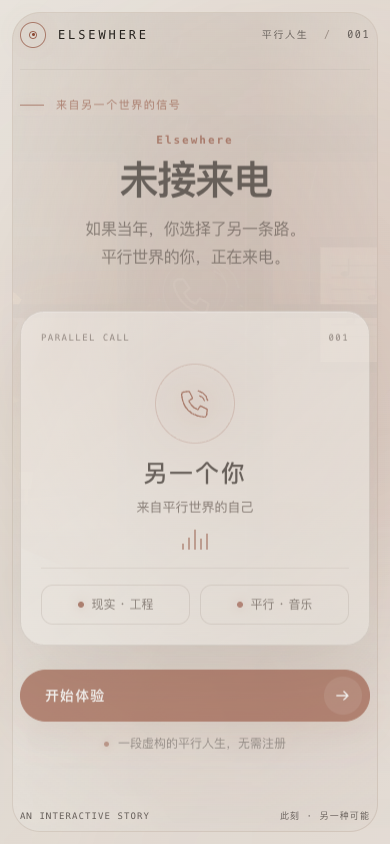 ELSEWHERE
平行人生 / 001
来自另一个世界的信号
Elsewhere
未接来电
如果当年，你选择了另一条路。
平行世界的你，正在来电。
PARALLEL CALL
001
另一个你
来自平行世界的自己
现实 · 工程
平行 · 音乐
开始体验
一段虚构的平行人生，无需注册
AN INTERACTIVE STORY
此刻 · 另一种可能